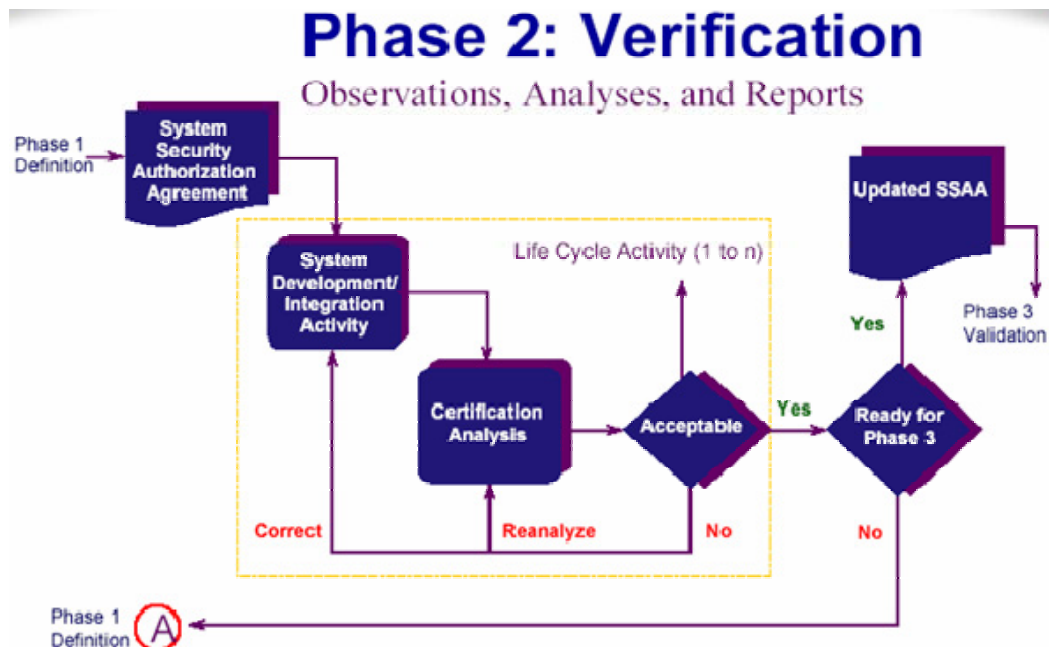 Phase 2: Verification
Observations, Analyses, and Reports
Phase 1
Definition
System
Security
Authorization
Agreement
Updated SSAA
System
Development/
Integration
Activity
Life Cycle Activity (1 to n)
Phase 3
Validation
Yes
Certification
Analysis
Acceptable
Yes
Ready for
Phase 3
Correct
Reanalyze
No
No
Phase 1
Definition
A